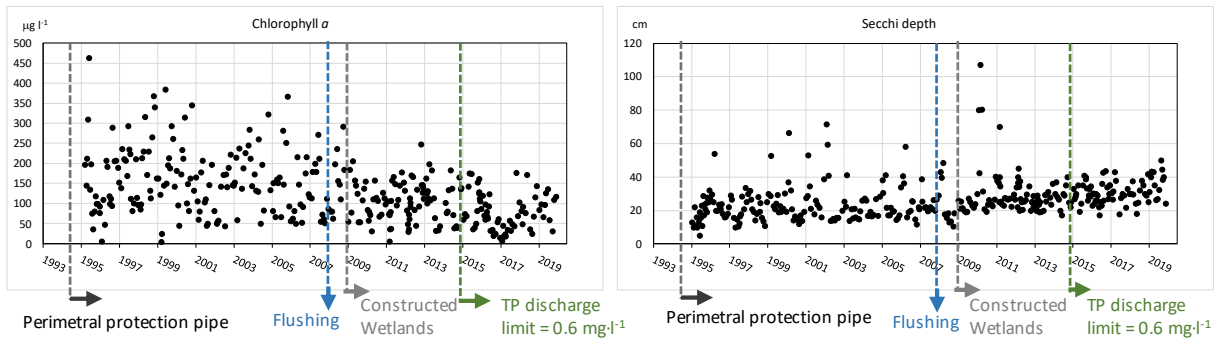 µg l-1
Chlorophyll a
500
450
400
350
300
250
200
150
100
50
0
1993
1995
1997
1999
2001
2003
2005
2007
2009
2011
2013
2015
2017
2019
Perimetral protection pipe
Flushing
Constructed
Wetlands
TP discharge
limit = 0.6 mg·l-1
cm
Secchi depth
120
100
80
60
40
20
0
1993
1995
1997
1999
2001
2003
2005
2007
2009
2011
2013
2015
2017
2019
Perimetral protection pipe
Flushing
Constructed
Wetlands
TP discharge
limit = 0.6 mg·l-1